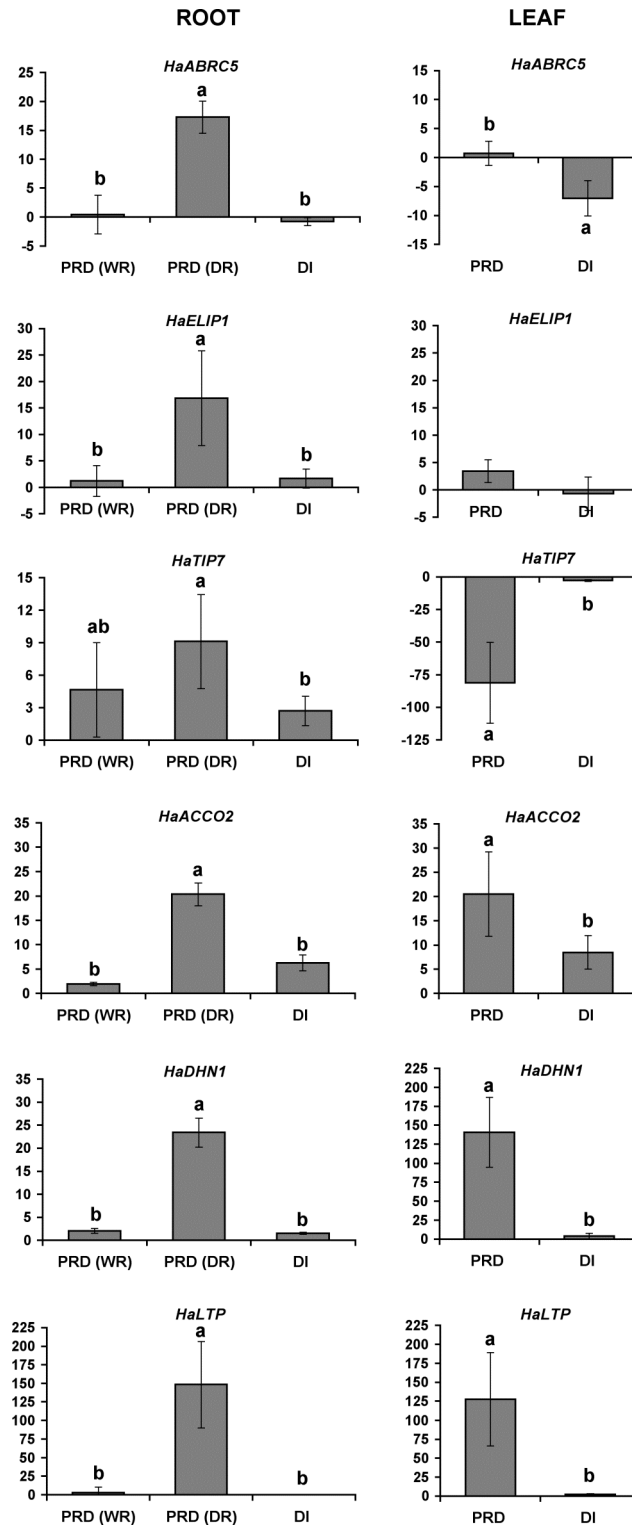 ROOT
LEAF
HaABRC5
25
20
15
10
5
0
-5
a
b
b
PRD (WR)
PRD (DR)
DI
HaABRC5
15
10
5
0
-5
-10
-15
b
a
PRD
DI
HaELIP1
30
25
20
15
10
5
0
-5
a
b
b
PRD (WR)
PRD (DR)
DI
HaELIP1
30
25
20
15
10
5
0
-5
PRD
DI
HaTIP7
15
12
9
6
3
0
ab
a
b
PRD (WR)
PRD (DR)
DI
HaTIP7
0
-25
-50
-75
-100
-125
a
b
PRD
DI
HaACCO2
35
30
25
20
15
10
5
0
b
a
b
PRD (WR)
PRD (DR)
DI
HaACCO2
35
30
25
20
15
10
5
0
a
b
PRD
DI
HaDHN1
35
30
25
20
15
10
5
0
b
a
b
PRD (WR)
PRD (DR)
DI
HaDHN1
225
200
175
150
125
100
75
50
25
0
a
b
PRD
DI
HaLTP
225
200
175
150
125
100
75
50
25
0
b
a
b
PRD (WR)
PRD (DR)
DI
HaLTP
225
200
175
150
125
100
75
50
25
0
a
b
PRD
DI